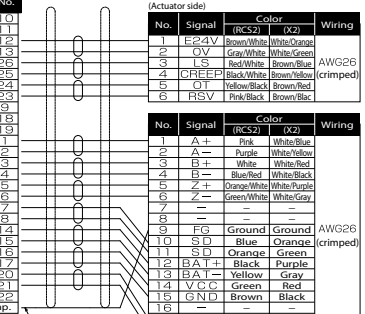 (Actuator side)
No.
No. Signal Color Wiring
(RCS2) (X2)
1 E24V Brown/White White/Orange
2 0V Gray/White White/Green
3 LS Red/White Brown/Blue AWG26
4 CREEP Black/White Brown/Yellow (crimped)
5 OT Yellow/Black Brown/Red
6 RSV Pink/Black Brown/Blac
No. Signal Color Wiring
(RCS2) (X2)
1 A+ Pink White/Blue
2 A− Purple White/Yellow
3 B+ White White/Red
4 B− Blue/Red White/Black
5 Z+ Orange/White White/Purple
6 Z− Green/White White/Gray
7 − − −
8 − − −
9 FG Ground Ground AWG26
10 SD Blue Orange (crimped)
11 SD Orange Green
12 BAT+ Black Purple
13 BAT− Yellow Gray
14 VCC Green Red
15 GND Brown Black
16 − − −
10
11
12
13
26
25
24
23
9
18
19
1
2
3
4
5
6
7
8
14
15
16
17
20
21
22